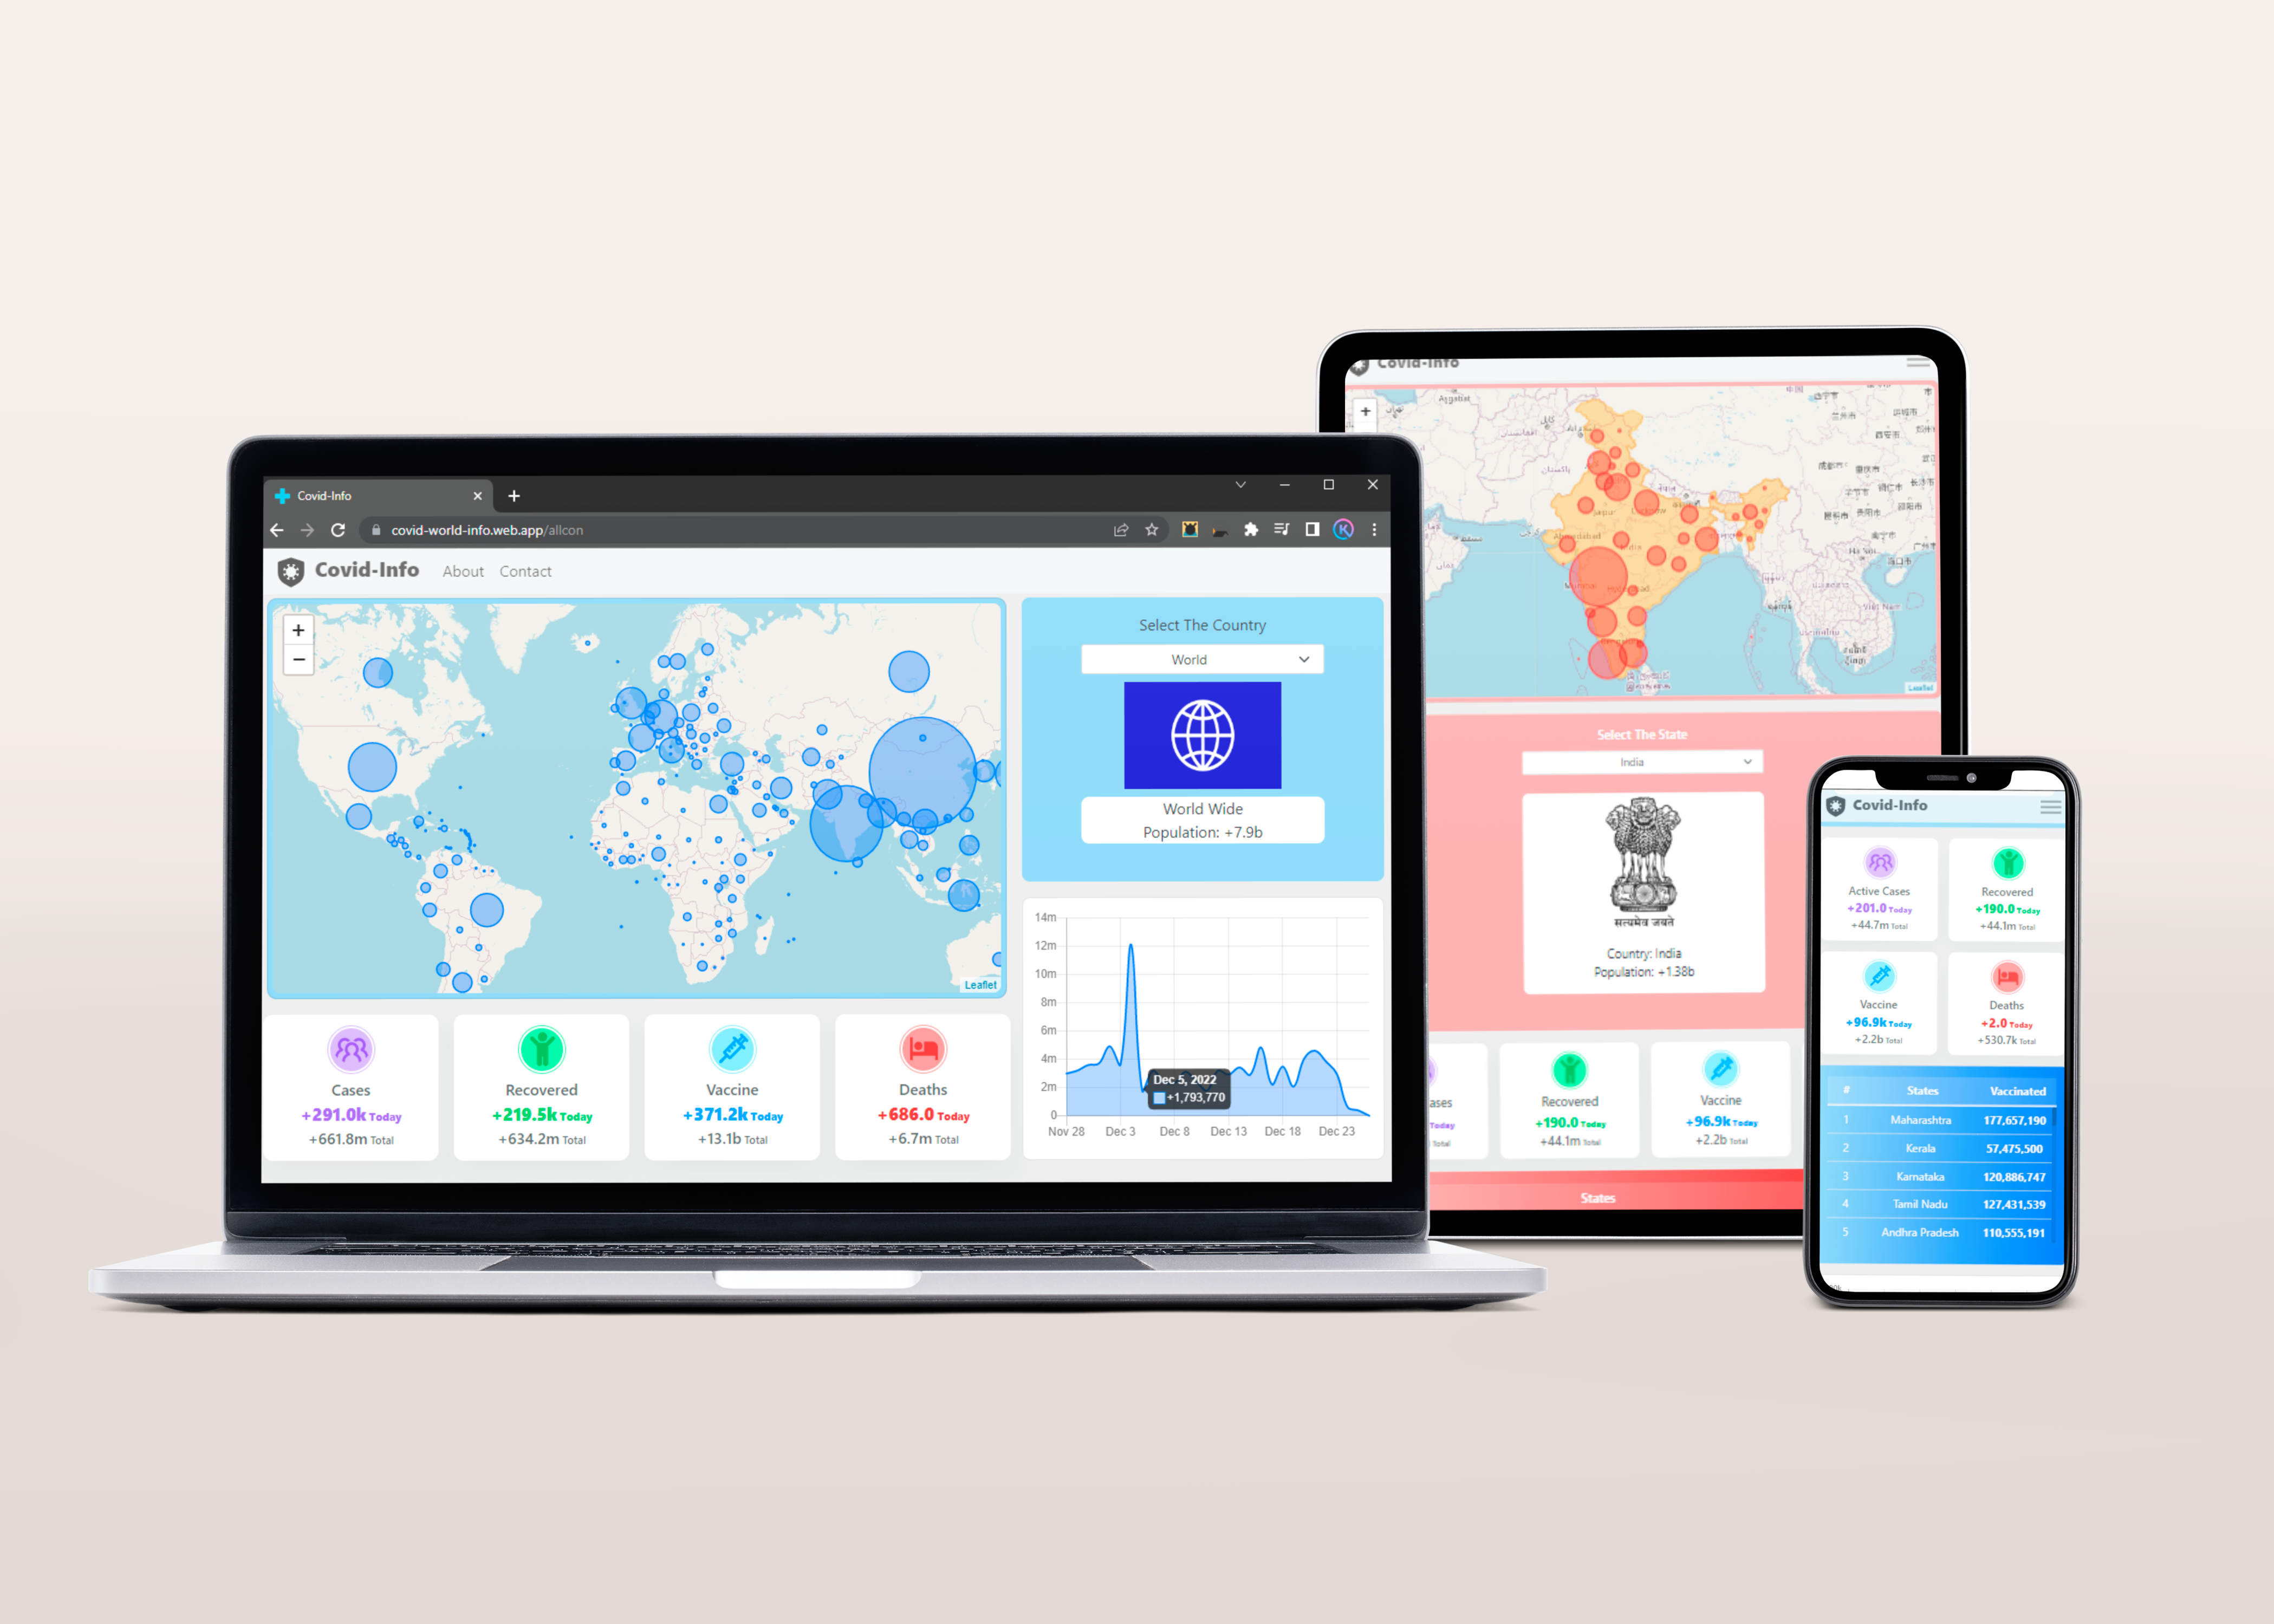 Covid-Info
covid-world-info.web.app/allcon
K
Covid-Info
About
Contact
+
−
Leaflet
Select The Country
World
World Wide
Population: +7.9b
14m
12m
10m
8m
6m
4m
2m
0
Nov 28
Dec 3
Dec 8
Dec 13
Dec 18
Dec 23
Dec 5, 2022
+1,793,770
Cases
+291.0k Today
+661.8m Total
Recovered
+219.5k Today
+634.2m Total
Vaccine
+371.2k Today
+13.1b Total
Deaths
+686.0 Today
+6.7m Total
Covid-Info
+
Leaflet
Select The State
India
सत्यमेव जयते
Country: India
Population: +1.38b
ases
Today
Total
Recovered
+190.0 Today
+44.1m Total
Vaccine
+96.9k Today
+2.2b Total
States
Covid-Info
Active Cases
+201.0 Today
+44.7m Total
Recovered
+190.0 Today
+44.1m Total
Vaccine
+96.9k Today
+2.2b Total
Deaths
+2.0 Today
+530.7k Total
# States Vaccinated
1 Maharashtra 177,657,190
2 Kerala 57,475,500
3 Karnataka 120,886,747
4 Tamil Nadu 127,431,539
5 Andhra Pradesh 110,555,191